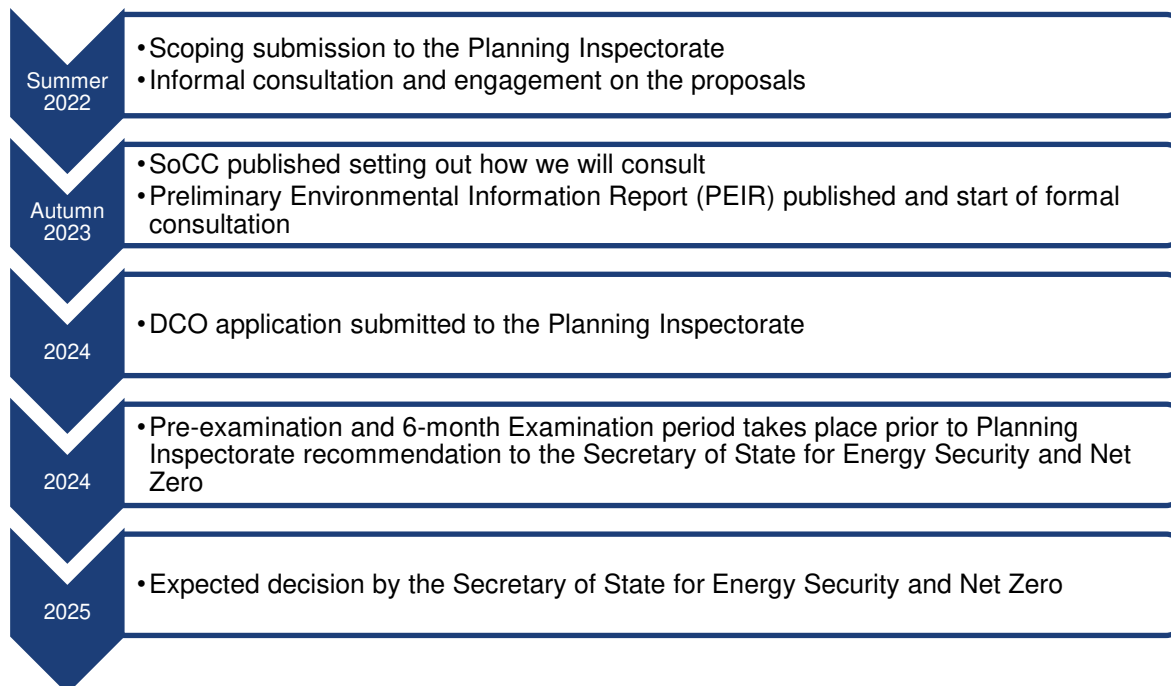 Summer
2022
•Scoping submission to the Planning Inspectorate
•Informal consultation and engagement on the proposals
Autumn
2023
•SoCC published setting out how we will consult
•Preliminary Environmental Information Report (PEIR) published and start of formal
consultation
2024
•DCO application submitted to the Planning Inspectorate
2024
•Pre-examination and 6-month Examination period takes place prior to Planning
Inspectorate recommendation to the Secretary of State for Energy Security and Net
Zero
2025
•Expected decision by the Secretary of State for Energy Security and Net Zero